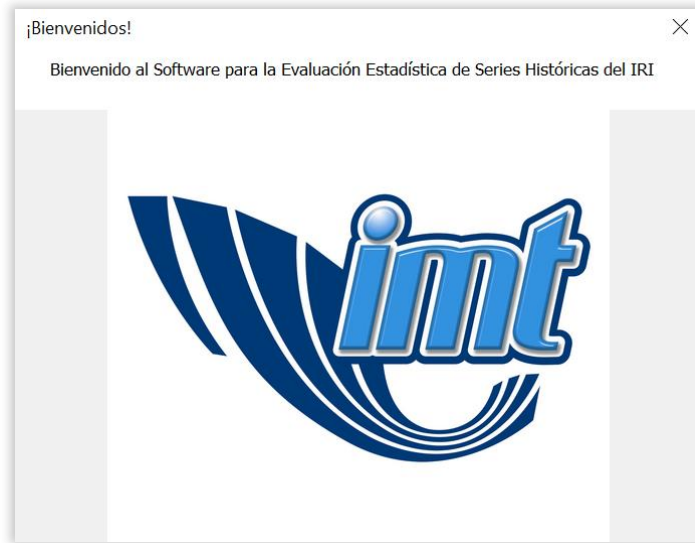 ¡Bienvenidos!
Bienvenido al Software para la Evaluación Estadística de Series Históricas del IRI
imt